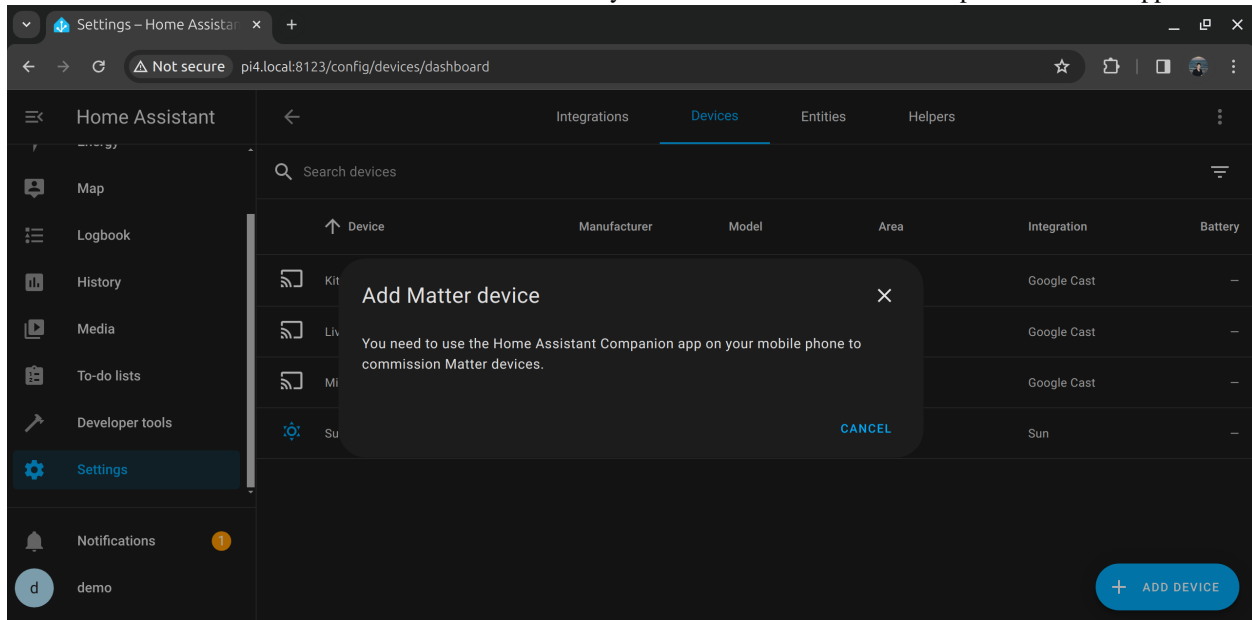 Settings – Home Assistan
Not secure pi4.local:8123/config/devices/dashboard
Home Assistant
Integrations Devices Entities Helpers
Energy
Search devices
Map
Device Manufacturer Model Area Integration Battery
Logbook
Kit Google Cast –
History
Add Matter device
Liv Google Cast –
Media
You need to use the Home Assistant Companion app on your mobile phone to
commission Matter devices.
Mi Google Cast –
To-do lists
Developer tools
CANCEL
Su Sun –
Settings
Notifications 1
d demo
ADD DEVICE